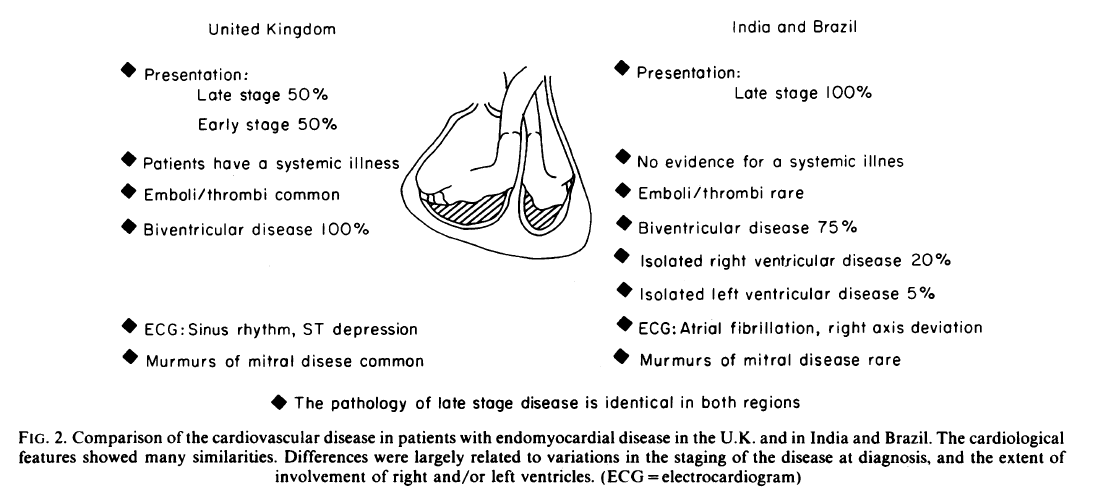 United Kingdom
◆ Presentation:
Late stage 50%
Early stage 50%
◆ Patients have a systemic illness
◆ Emboli/thrombi common
◆ Biventricular disease 100%
◆ ECG: Sinus rhythm, ST depression
◆ Murmurs of mitral disese common
India and Brazil
◆ Presentation:
Late stage 100%
◆ No evidence for a systemic illnes
◆ Emboli/thrombi rare
◆ Biventricular disease 75%
◆ Isolated right ventricular disease 20%
◆ Isolated left ventricular disease 5%
◆ ECG: Atrial fibrillation, right axis deviation
◆ Murmurs of mitral disease rare
◆ The pathology of late stage disease is identical in both regions
FIG. 2. Comparison of the cardiovascular disease in patients with endomyocardial disease in the U.K. and in India and Brazil. The cardiological
features showed many similarities. Differences were largely related to variations in the staging of the disease at diagnosis, and the extent of
involvement of right and/or left ventricles. (ECG = electrocardiogram)